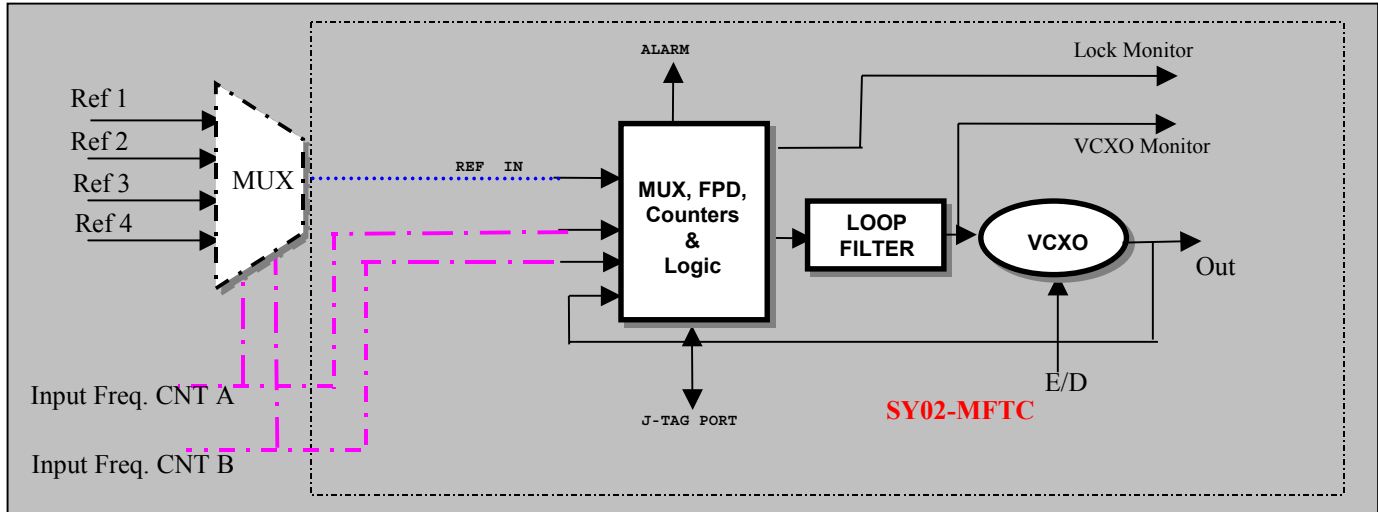 ALARM
Lock Monitor
Ref 1
Ref 2
Ref 3
Ref 4
MUX
REF IN
MUX, FPD,
Counters
&
Logic
VCXO Monitor
LOOP
FILTER
VCXO
Out
E/D
Input Freq. CNT A
Input Freq. CNT B
J-TAG PORT
SY02-MFTC